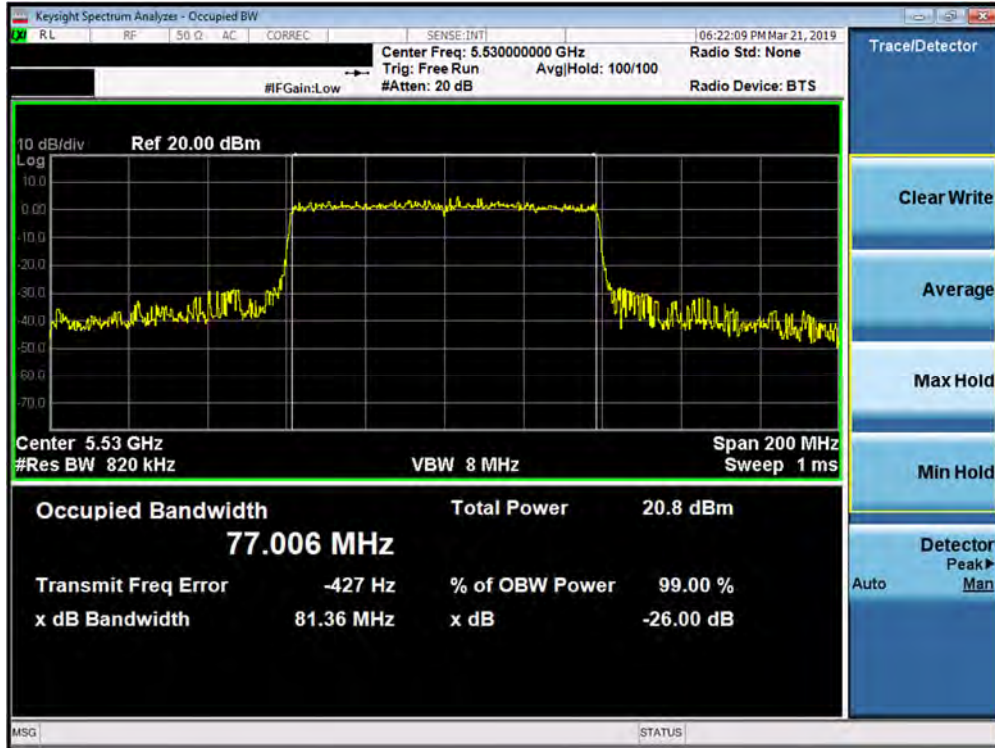 Keysight Spectrum Analyzer - Occupied BW
LXI RL RF 50 Ω AC CORREC SENSE:INT 06:22:09 PM Mar 21, 2019
Center Freq: 5.530000000 GHz Radio Std: None
Trig: Free Run Avg|Hold: 100/100
#IFGain:Low #Atten: 20 dB Radio Device: BTS
10 dB/div Ref 20.00 dBm
Log
10.0
0.00
-10.0
-20.0
-30.0
-40.0
-50.0
-60.0
-70.0
Center 5.53 GHz Span 200 MHz
#Res BW 820 kHz VBW 8 MHz Sweep 1 ms
Occupied Bandwidth Total Power 20.8 dBm
77.006 MHz
Transmit Freq Error -427 Hz % of OBW Power 99.00 %
x dB Bandwidth 81.36 MHz x dB -26.00 dB
MSG STATUS
Trace/Detector
Clear Write
Average
Max Hold
Min Hold
Detector
Peak▶
Auto Man